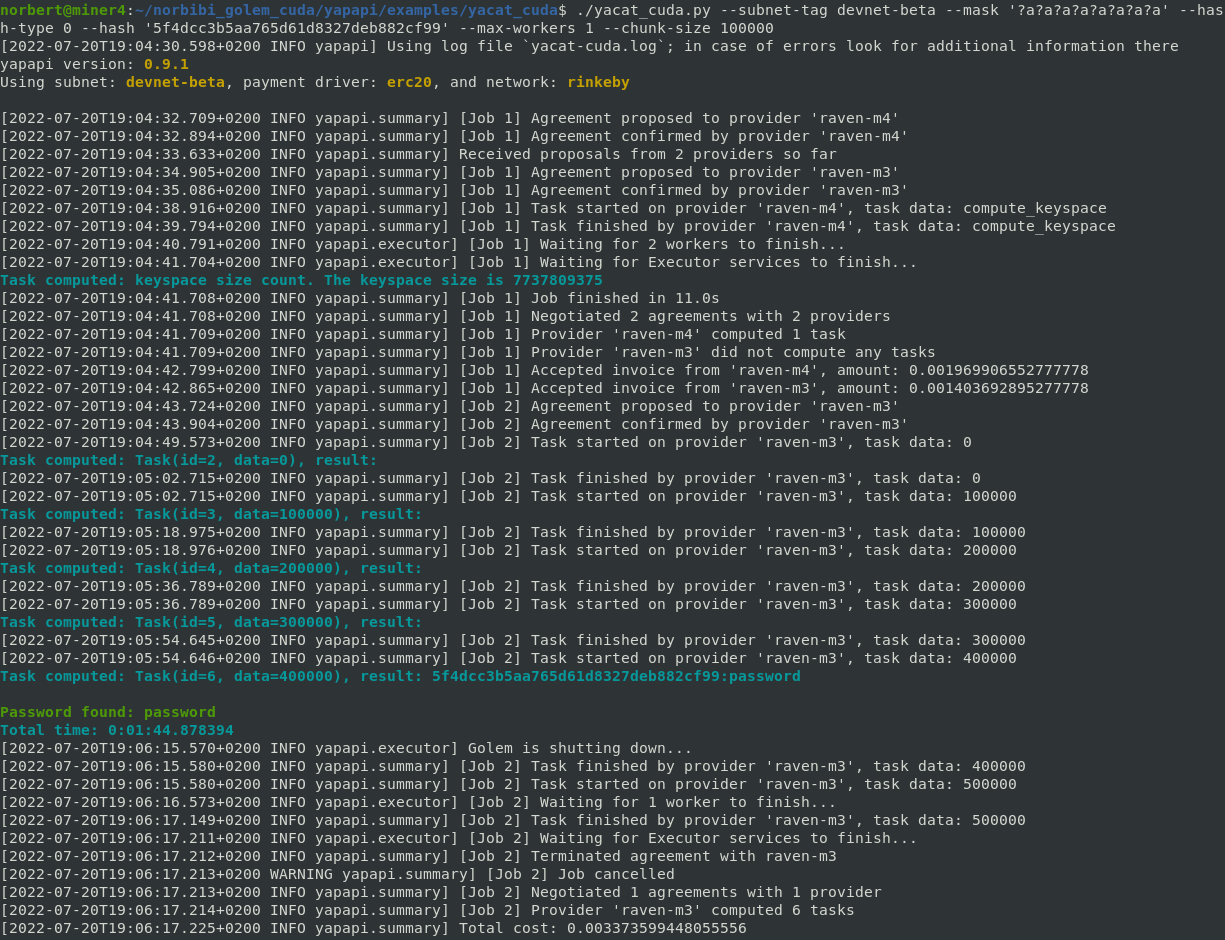 norbert@miner4:~/norbibi_golem_cuda/yapapi/examples/yacat_cuda$ ./yacat_cuda.py --subnet-tag devnet-beta --mask '?a?a?a?a?a?a?a?a' --has
h-type 0 --hash '5f4dcc3b5aa765d61d8327deb882cf99' --max-workers 1 --chunk-size 100000
[2022-07-20T19:04:30.598+0200 INFO yapapi] Using log file `yacat-cuda.log`; in case of errors look for additional information there
yapapi version: 0.9.1
Using subnet: devnet-beta, payment driver: erc20, and network: rinkeby
[2022-07-20T19:04:32.709+0200 INFO yapapi.summary] [Job 1] Agreement proposed to provider 'raven-m4'
[2022-07-20T19:04:32.894+0200 INFO yapapi.summary] [Job 1] Agreement confirmed by provider 'raven-m4'
[2022-07-20T19:04:33.633+0200 INFO yapapi.summary] Received proposals from 2 providers so far
[2022-07-20T19:04:34.905+0200 INFO yapapi.summary] [Job 1] Agreement proposed to provider 'raven-m3'
[2022-07-20T19:04:35.086+0200 INFO yapapi.summary] [Job 1] Agreement confirmed by provider 'raven-m3'
[2022-07-20T19:04:38.916+0200 INFO yapapi.summary] [Job 1] Task started on provider 'raven-m4', task data: compute_keyspace
[2022-07-20T19:04:39.794+0200 INFO yapapi.summary] [Job 1] Task finished by provider 'raven-m4', task data: compute_keyspace
[2022-07-20T19:04:40.791+0200 INFO yapapi.executor] [Job 1] Waiting for 2 workers to finish...
[2022-07-20T19:04:41.704+0200 INFO yapapi.executor] [Job 1] Waiting for Executor services to finish...
Task computed: keyspace size count. The keyspace size is 7737809375
[2022-07-20T19:04:41.708+0200 INFO yapapi.summary] [Job 1] Job finished in 11.0s
[2022-07-20T19:04:41.708+0200 INFO yapapi.summary] [Job 1] Negotiated 2 agreements with 2 providers
[2022-07-20T19:04:41.709+0200 INFO yapapi.summary] [Job 1] Provider 'raven-m4' computed 1 task
[2022-07-20T19:04:41.709+0200 INFO yapapi.summary] [Job 1] Provider 'raven-m3' did not compute any tasks
[2022-07-20T19:04:42.799+0200 INFO yapapi.summary] [Job 1] Accepted invoice from 'raven-m4', amount: 0.001969906552777778
[2022-07-20T19:04:42.865+0200 INFO yapapi.summary] [Job 1] Accepted invoice from 'raven-m3', amount: 0.001403692895277778
[2022-07-20T19:04:43.724+0200 INFO yapapi.summary] [Job 2] Agreement proposed to provider 'raven-m3'
[2022-07-20T19:04:43.904+0200 INFO yapapi.summary] [Job 2] Agreement confirmed by provider 'raven-m3'
[2022-07-20T19:04:49.573+0200 INFO yapapi.summary] [Job 2] Task started on provider 'raven-m3', task data: 0
Task computed: Task(id=2, data=0), result:
[2022-07-20T19:05:02.715+0200 INFO yapapi.summary] [Job 2] Task finished by provider 'raven-m3', task data: 0
[2022-07-20T19:05:02.715+0200 INFO yapapi.summary] [Job 2] Task started on provider 'raven-m3', task data: 100000
Task computed: Task(id=3, data=100000), result:
[2022-07-20T19:05:18.975+0200 INFO yapapi.summary] [Job 2] Task finished by provider 'raven-m3', task data: 100000
[2022-07-20T19:05:18.976+0200 INFO yapapi.summary] [Job 2] Task started on provider 'raven-m3', task data: 200000
Task computed: Task(id=4, data=200000), result:
[2022-07-20T19:05:36.789+0200 INFO yapapi.summary] [Job 2] Task finished by provider 'raven-m3', task data: 200000
[2022-07-20T19:05:36.789+0200 INFO yapapi.summary] [Job 2] Task started on provider 'raven-m3', task data: 300000
Task computed: Task(id=5, data=300000), result:
[2022-07-20T19:05:54.645+0200 INFO yapapi.summary] [Job 2] Task finished by provider 'raven-m3', task data: 300000
[2022-07-20T19:05:54.646+0200 INFO yapapi.summary] [Job 2] Task started on provider 'raven-m3', task data: 400000
Task computed: Task(id=6, data=400000), result: 5f4dcc3b5aa765d61d8327deb882cf99:password
Password found: password
Total time: 0:01:44.878394
[2022-07-20T19:06:15.570+0200 INFO yapapi.executor] Golem is shutting down...
[2022-07-20T19:06:15.580+0200 INFO yapapi.summary] [Job 2] Task finished by provider 'raven-m3', task data: 400000
[2022-07-20T19:06:15.580+0200 INFO yapapi.summary] [Job 2] Task started on provider 'raven-m3', task data: 500000
[2022-07-20T19:06:16.573+0200 INFO yapapi.executor] [Job 2] Waiting for 1 worker to finish...
[2022-07-20T19:06:17.149+0200 INFO yapapi.summary] [Job 2] Task finished by provider 'raven-m3', task data: 500000
[2022-07-20T19:06:17.211+0200 INFO yapapi.executor] [Job 2] Waiting for Executor services to finish...
[2022-07-20T19:06:17.212+0200 INFO yapapi.summary] [Job 2] Terminated agreement with raven-m3
[2022-07-20T19:06:17.213+0200 WARNING yapapi.summary] [Job 2] Job cancelled
[2022-07-20T19:06:17.213+0200 INFO yapapi.summary] [Job 2] Negotiated 1 agreements with 1 provider
[2022-07-20T19:06:17.214+0200 INFO yapapi.summary] [Job 2] Provider 'raven-m3' computed 6 tasks
[2022-07-20T19:06:17.225+0200 INFO yapapi.summary] Total cost: 0.003373599448055556